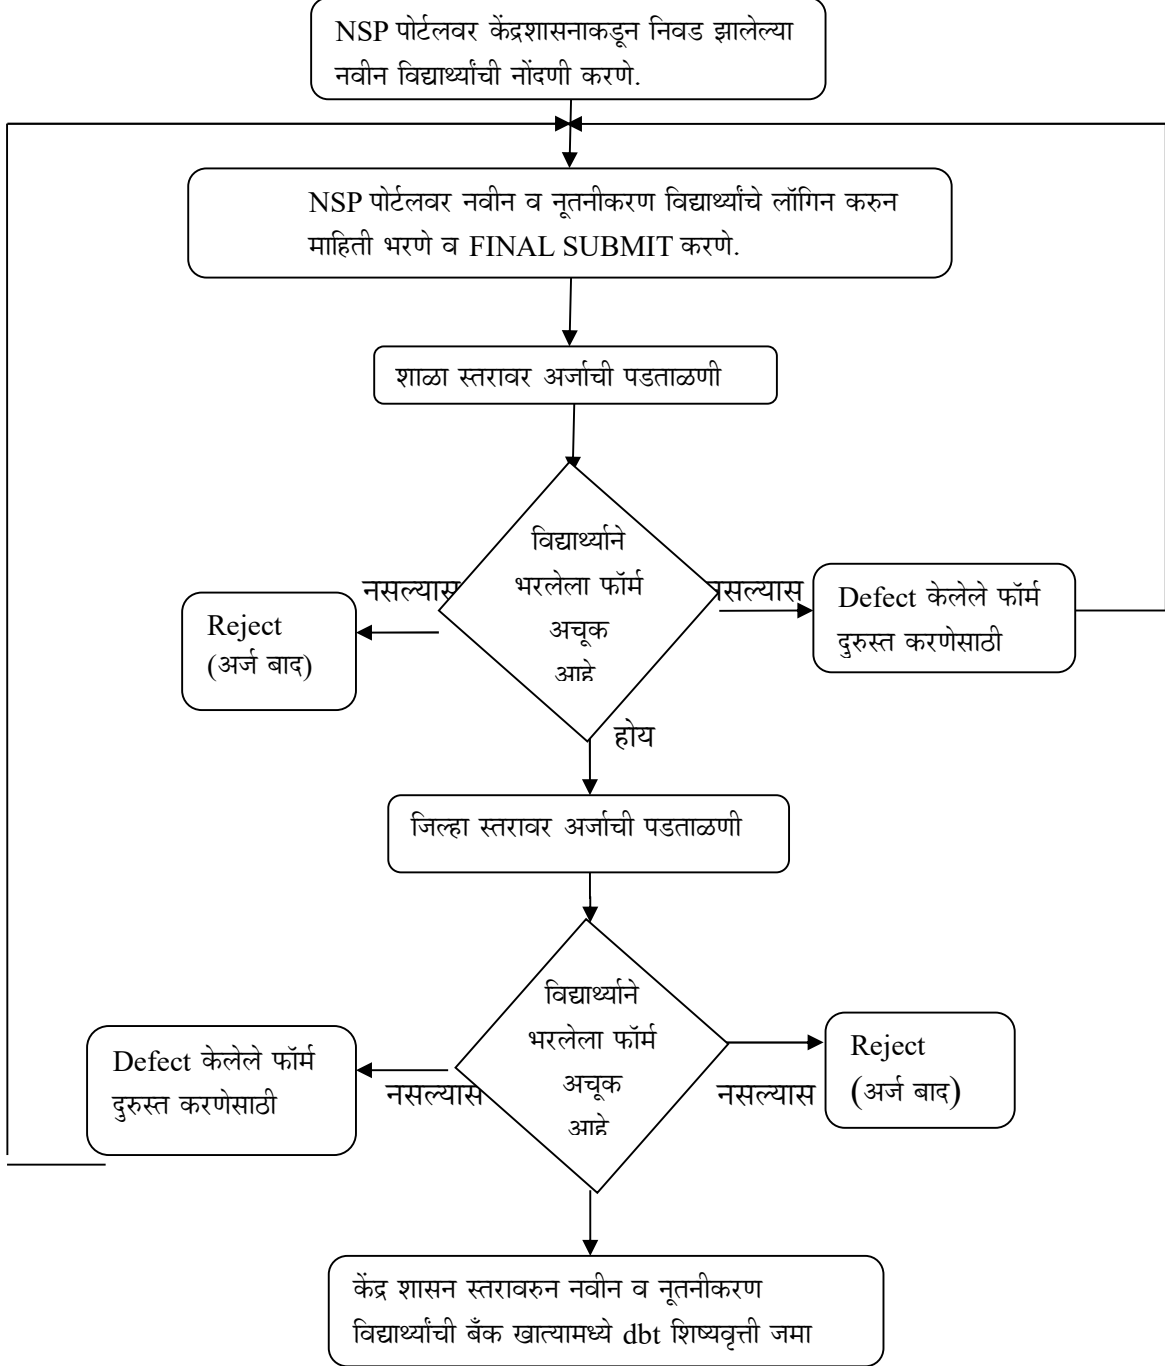 NSP पोर्टलवर केंद्रशासनाकडून निवड झालेल्या
नवीन विद्यार्थ्यांची नोंदणी करणे.
NSP पोर्टलवर नवीन व नूतनीकरण विद्यार्थ्यांचे लॉगिन करुन
माहिती भरणे व FINAL SUBMIT करणे.
शाळा स्तरावर अर्जाची पडताळणी
विद्यार्थ्याने
भरलेला फॉर्म
अचूक
आहे
नसल्यास
Reject
(अर्ज बाद)
नसल्यास
Defect केलेले फॉर्म
दुरुस्त करणेसाठी
होय
जिल्हा स्तरावर अर्जाची पडताळणी
विद्यार्थ्याने
भरलेला फॉर्म
अचूक
आहे
नसल्यास
Defect केलेले फॉर्म
दुरुस्त करणेसाठी
नसल्यास
Reject
(अर्ज बाद)
केंद्र शासन स्तरावरुन नवीन व नूतनीकरण
विद्यार्थ्यांची बँक खात्यामध्ये dbt शिष्यवृत्ती जमा